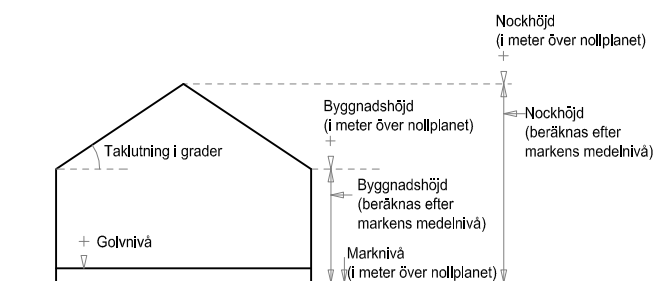 Nockhöjd
(i meter över nollplanet)
Byggnadshöjd
(i meter över nollplanet)
Nockhöjd
(beräknas efter
markens medelnivå)
Taklutning i grader
Byggnadshöjd
(beräknas efter
markens medelnivå)
Golvnivå
Marknivå
(i meter över nollplanet)